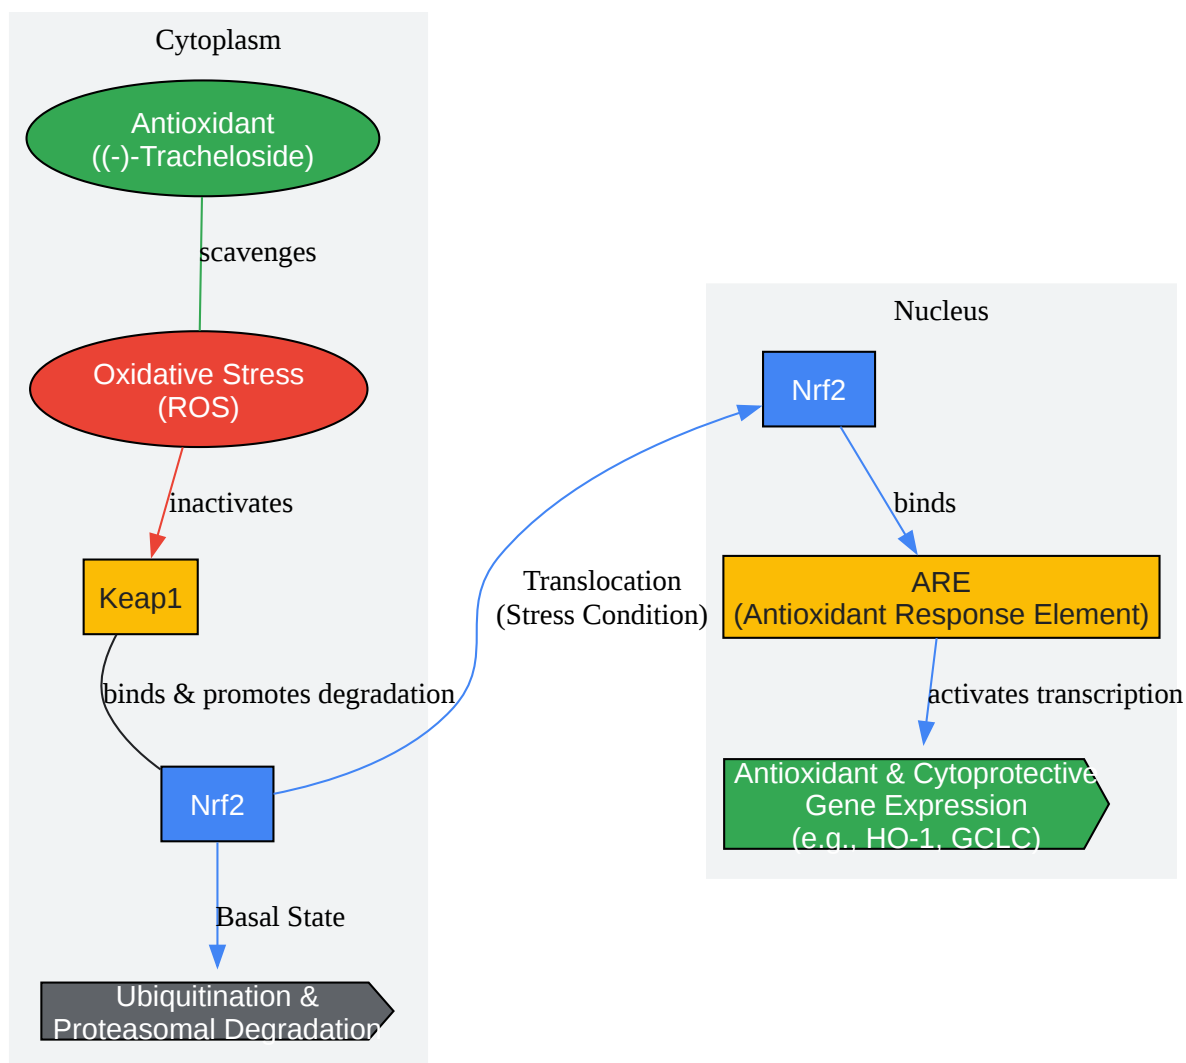 Cytoplasm
Antioxidant
((-)-Tracheloside)
scavenges
Oxidative Stress
(ROS)
inactivates
Keap1
binds & promotes degradation
Nrf2
Basal State
Ubiquitination &
Proteasomal Degradation
Translocation
(Stress Condition)
Nucleus
Nrf2
binds
ARE
(Antioxidant Response Element)
activates transcription
Antioxidant & Cytoprotective
Gene Expression
(e.g., HO-1, GCLC)